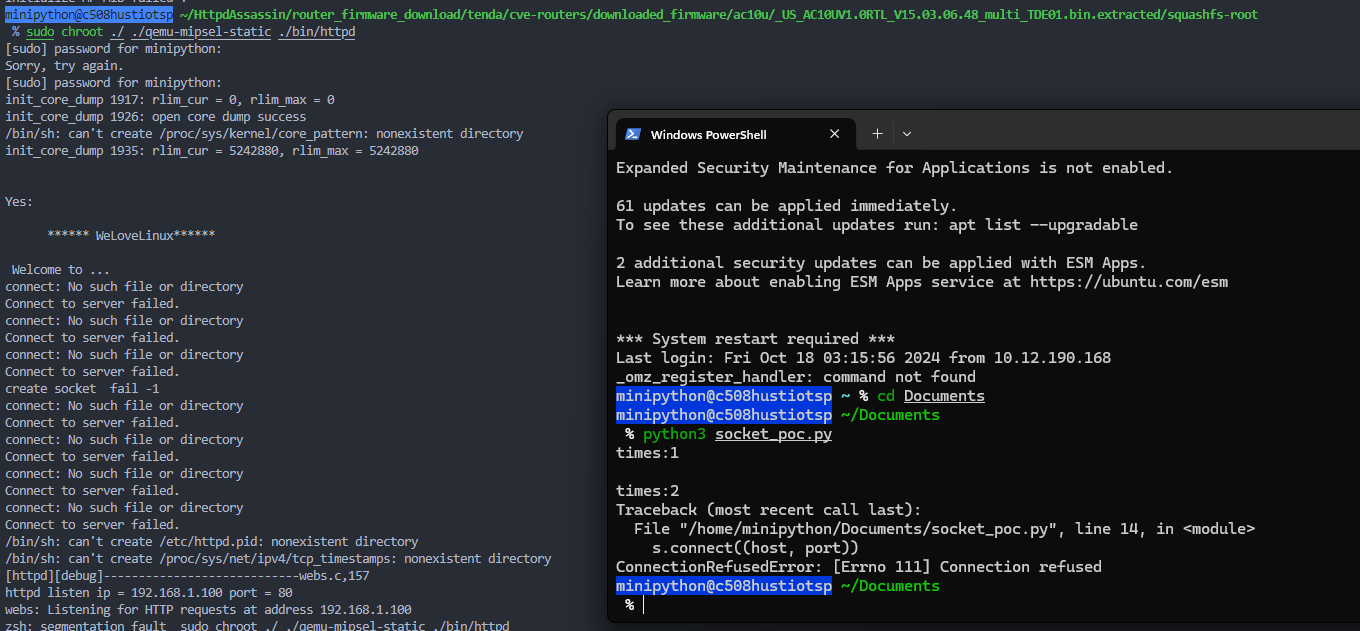 minipython@c508hustiotsp ~/HttpdAssassin/router_firmware_download/tenda/cve-routers/downloaded_firmware/ac10u/_US_AC10UV1.0RTL_V15.03.06.48_multi_TDE01.bin.extracted/squashfs-root
% sudo chroot ./ ./qemu-mipsel-static ./bin/httpd
[sudo] password for minipython:
Sorry, try again.
[sudo] password for minipython:
init_core_dump 1917: rlim_cur = 0, rlim_max = 0
init_core_dump 1926: open core dump success
/bin/sh: can't create /proc/sys/kernel/core_pattern: nonexistent directory
init_core_dump 1935: rlim_cur = 5242880, rlim_max = 5242880
Yes:
****** WeLoveLinux******
Welcome to ...
connect: No such file or directory
Connect to server failed.
connect: No such file or directory
Connect to server failed.
connect: No such file or directory
Connect to server failed.
create socket  fail -1
connect: No such file or directory
Connect to server failed.
connect: No such file or directory
Connect to server failed.
connect: No such file or directory
Connect to server failed.
connect: No such file or directory
Connect to server failed.
/bin/sh: can't create /etc/httpd.pid: nonexistent directory
/bin/sh: can't create /proc/sys/net/ipv4/tcp_timestamps: nonexistent directory
[httpd][debug]----------------------------webs.c,157
httpd listen ip = 192.168.1.100 port = 80
webs: Listening for HTTP requests at address 192.168.1.100
zsh: segmentation fault  sudo chroot ./ ./qemu-mipsel-static ./bin/httpd
Windows PowerShell
Expanded Security Maintenance for Applications is not enabled.
61 updates can be applied immediately.
To see these additional updates run: apt list --upgradable
2 additional security updates can be applied with ESM Apps.
Learn more about enabling ESM Apps service at https://ubuntu.com/esm
*** System restart required ***
Last login: Fri Oct 18 03:15:56 2024 from 10.12.190.168
_omz_register_handler: command not found
minipython@c508hustiotsp ~ % cd Documents
minipython@c508hustiotsp ~/Documents
% python3 socket_poc.py
times:1
times:2
Traceback (most recent call last):
File "/home/minipython/Documents/socket_poc.py", line 14, in <module>
s.connect((host, port))
ConnectionRefusedError: [Errno 111] Connection refused
minipython@c508hustiotsp ~/Documents
%